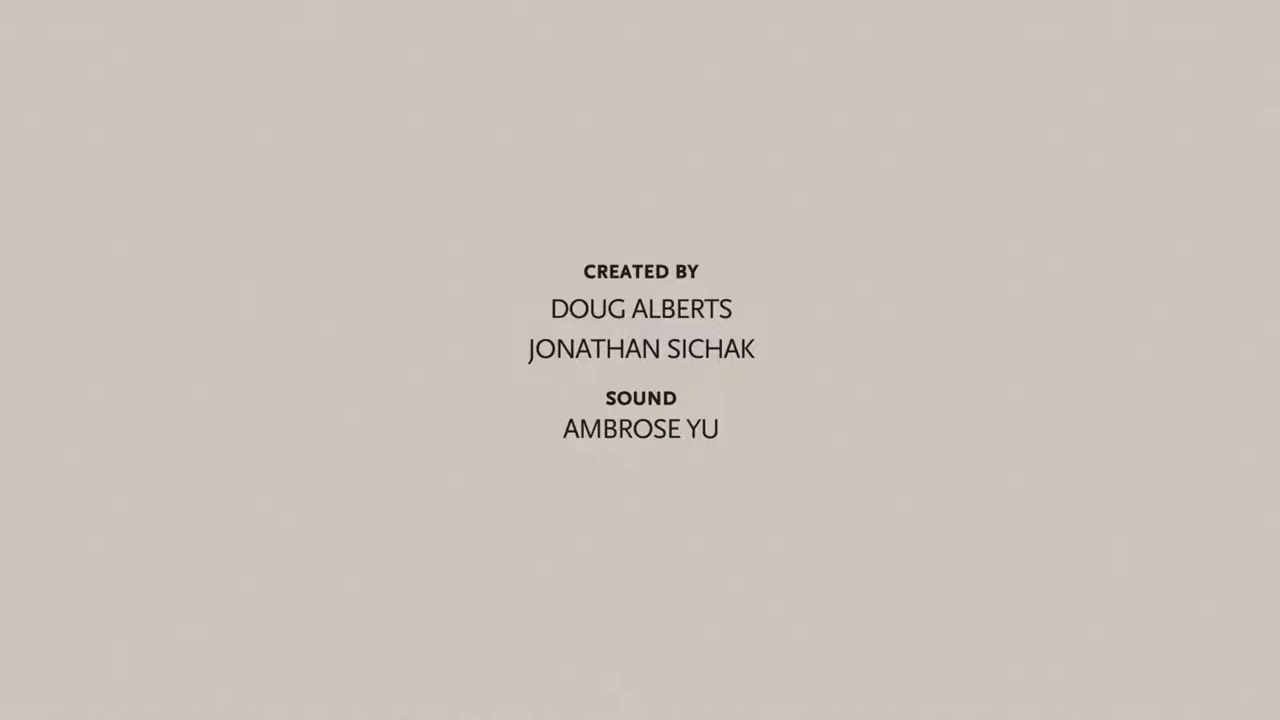 CREATED BY
DOUG ALBERTS
JONATHAN SICHAK
SOUND
AMBROSE YU